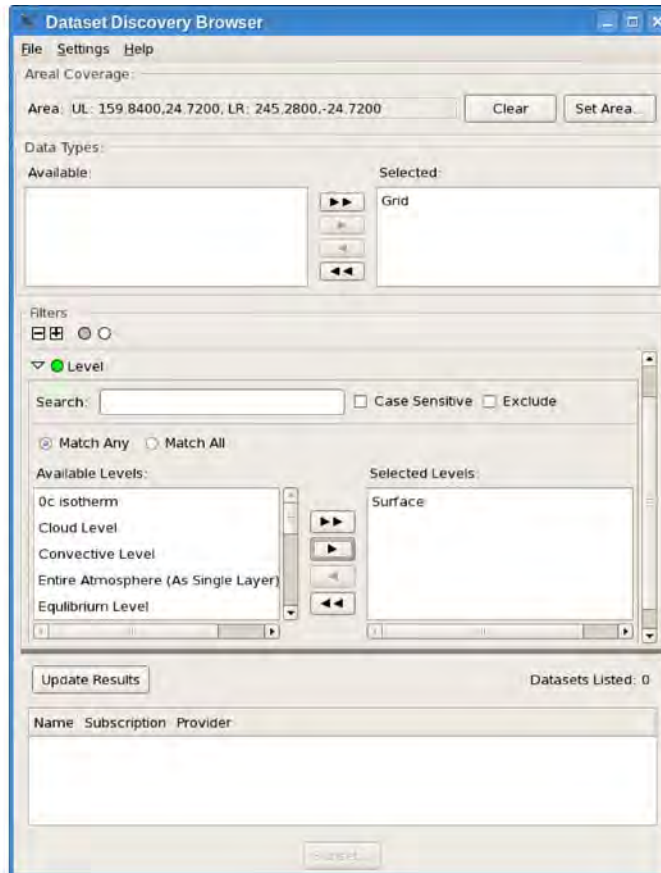 Dataset Discovery Browser
File Settings Help
Areal Coverage:
Area: UL: 159.8400,24.7200, LR: 245.2800,-24.7200 Clear Set Area...
Data Types:
Available: Selected:
Grid
Filters
Level
Search: Case Sensitive Exclude
Match Any Match All
Available Levels: Selected Levels:
0c isotherm Surface
Cloud Level
Convective Level
Entire Atmosphere (As Single Layer)
Equlibrium Level
Update Results Datasets Listed: 0
Name Subscription Provider
Subset...